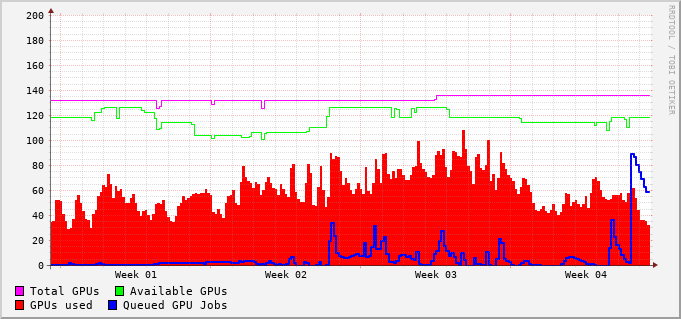 RRDTOOL / TOBI OETIKER
200
180
160
140
120
100
80
60
40
20
0
Week 01 Week 02 Week 03 Week 04
Total GPUs Available GPUs
GPUs used Queued GPU Jobs